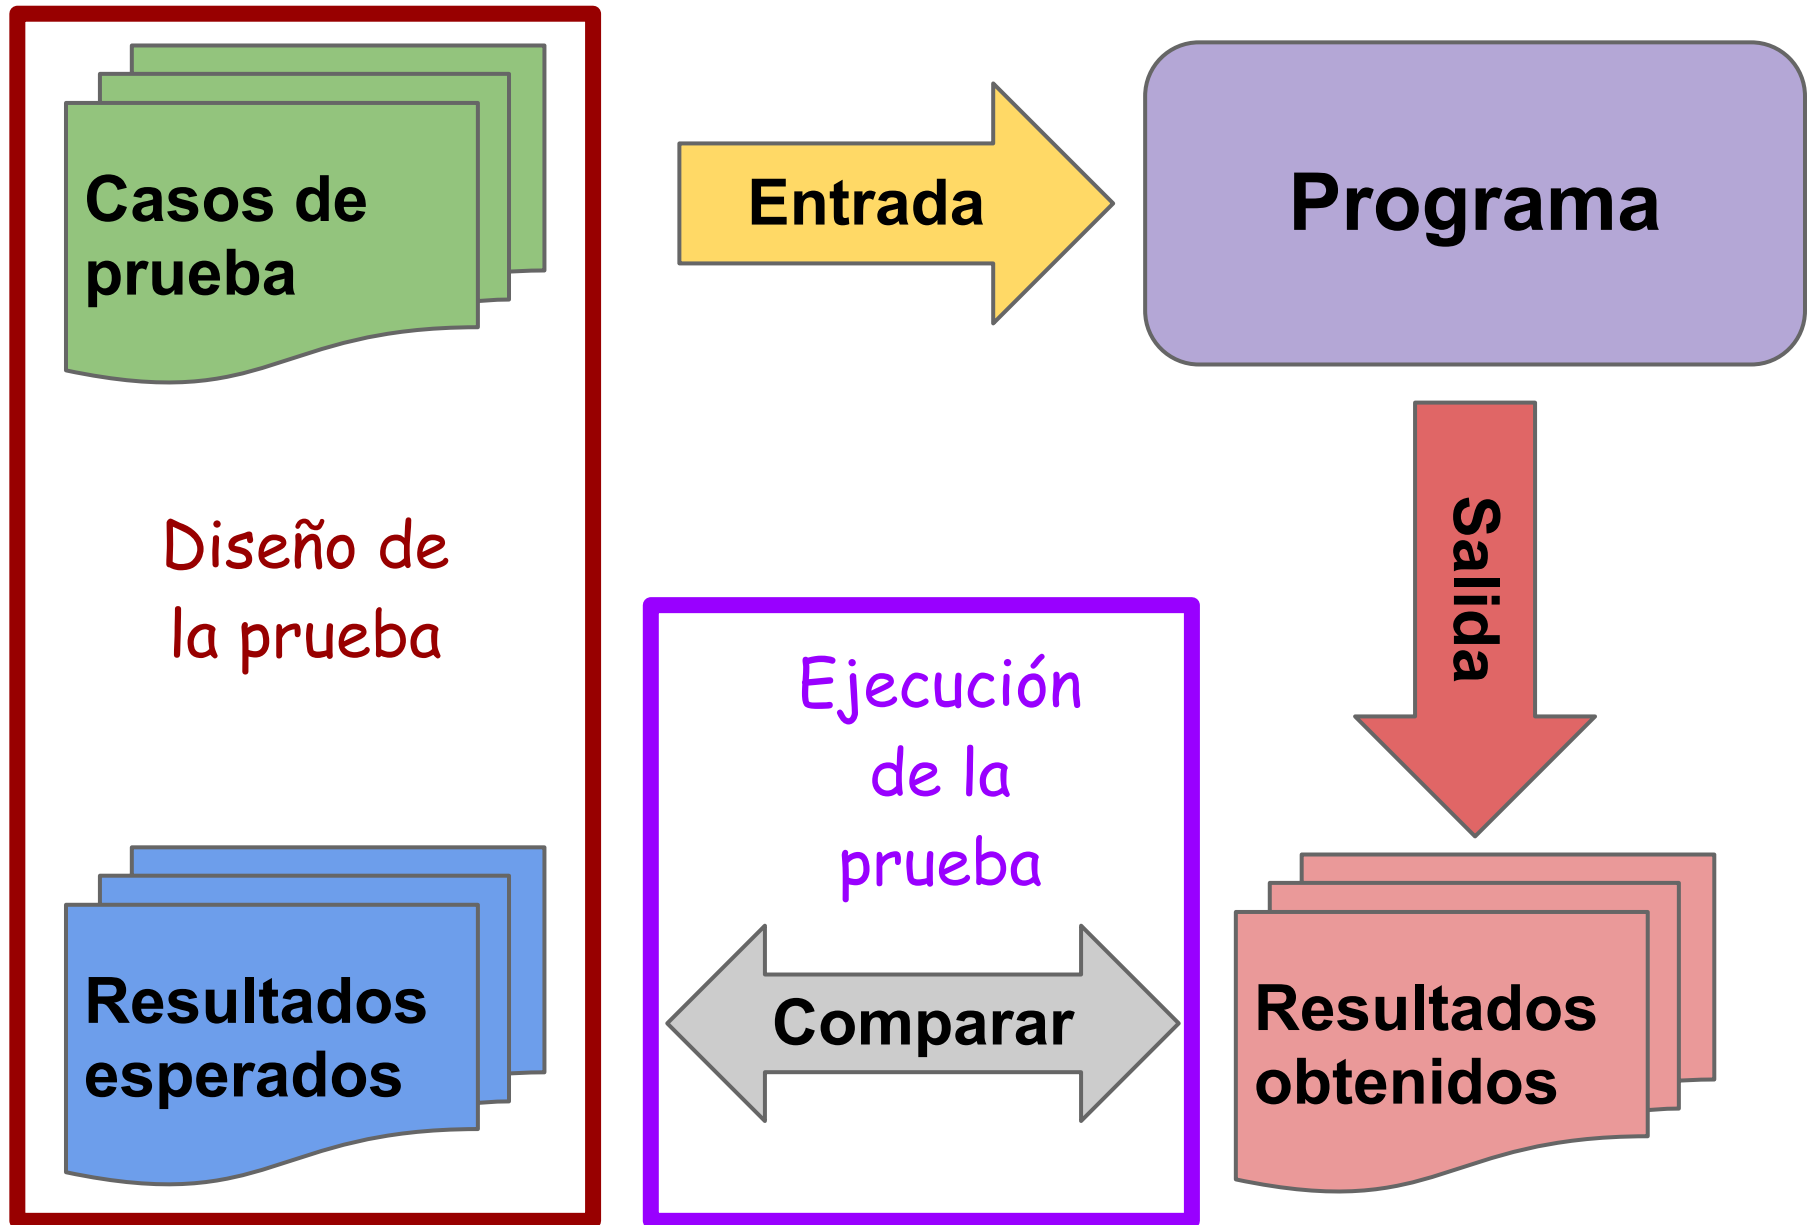 Casos de
prueba
Entrada
Programa
Diseño de
la prueba
Salida
Ejecución
de la
prueba
Resultados
esperados
Comparar
Resultados
obtenidos